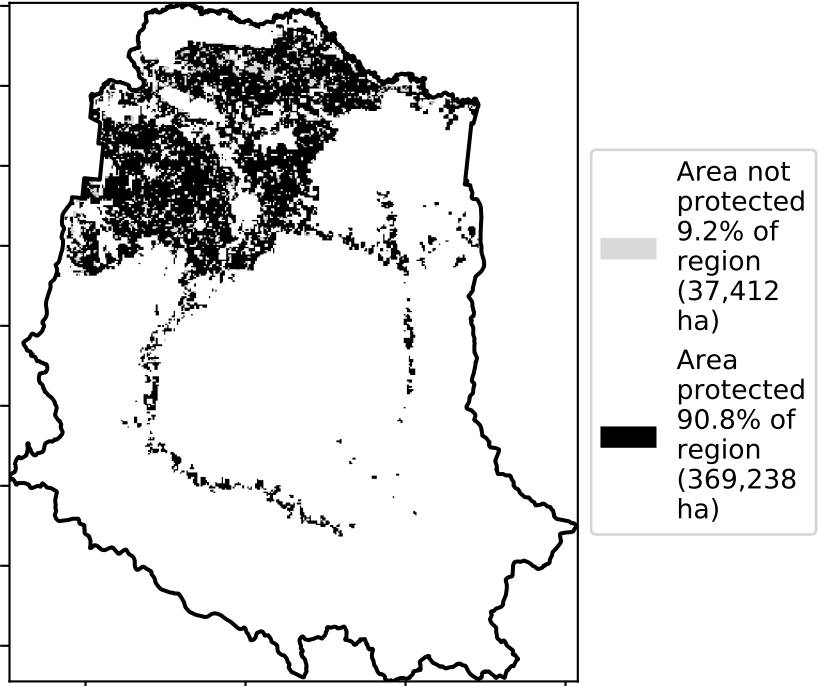 Area not
protected
9.2% of
region
(37,412
ha)
Area
protected
90.8% of
region
(369,238
ha)